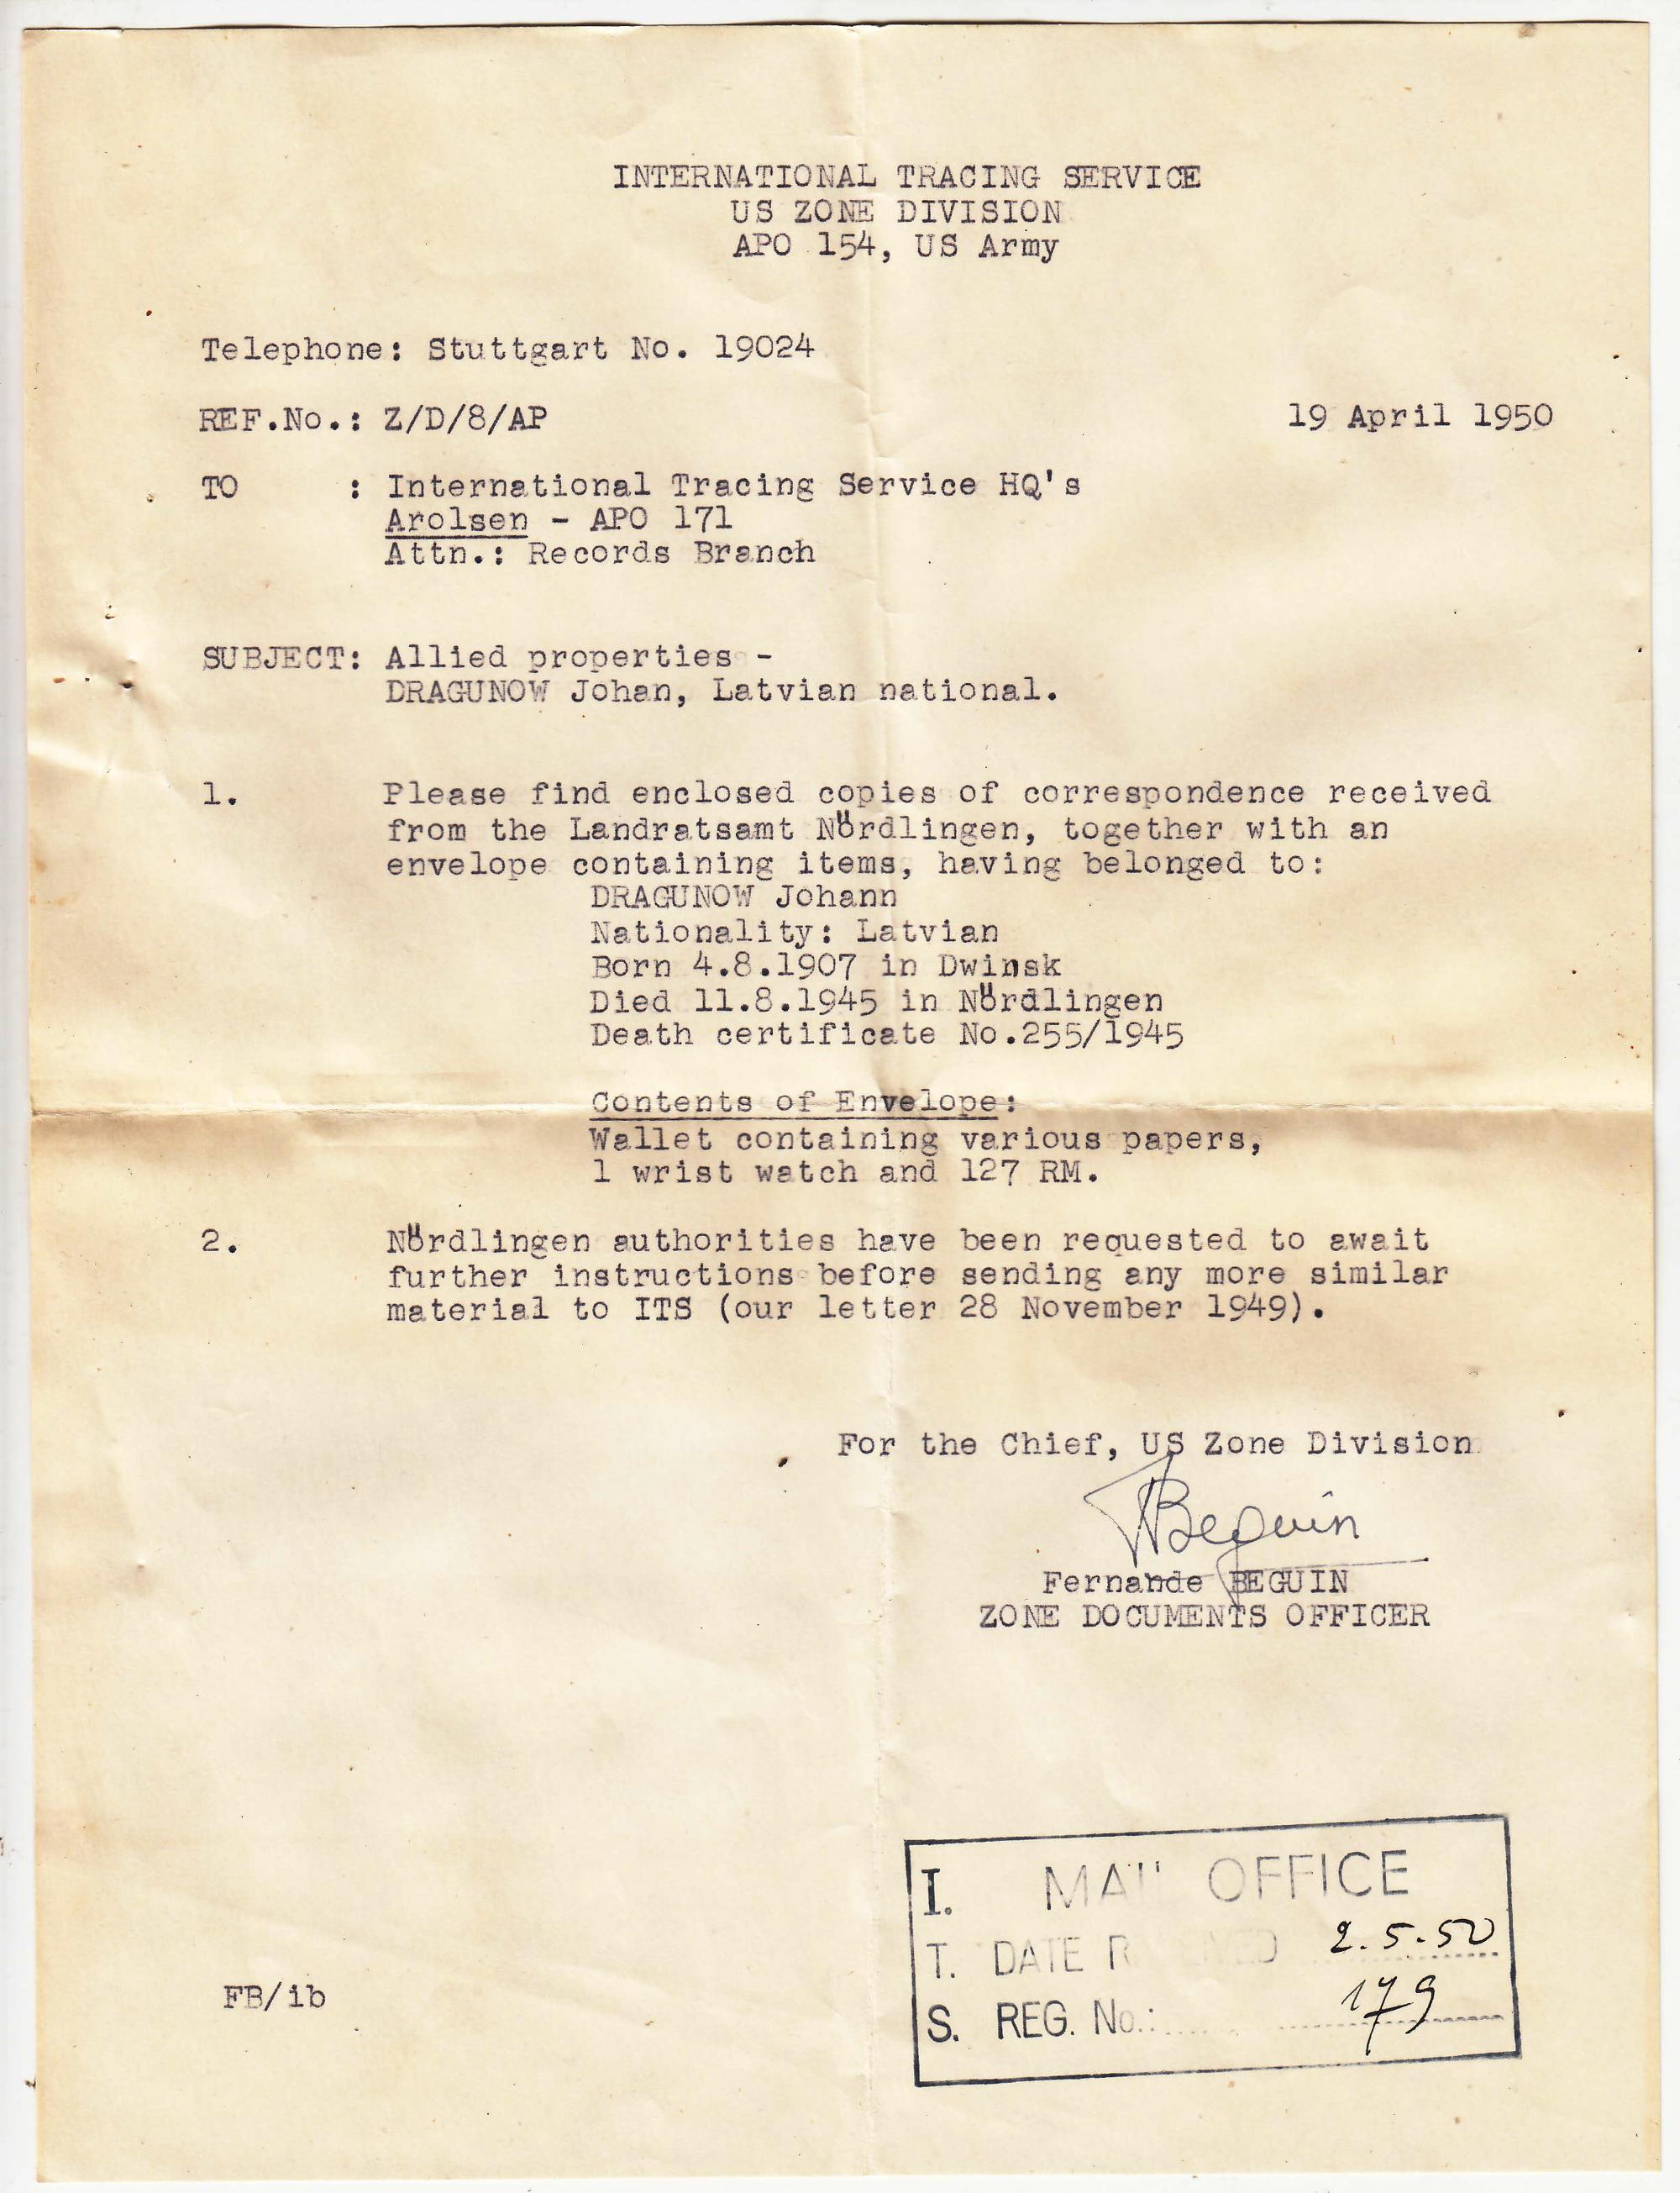 INTERNATIONAL TRACING SERVICE
US ZONE DIVISION
APO 154, US Army
Telephone: Stuttgart No. 19024
REF.No.: Z/D/8/AP
19 April 1950
TO : International Tracing Service HQ's
Arolsen - APO 171
Attn.: Records Branch
SUBJECT: Allied properties -
DRAGUNOW Johan, Latvian national.
1. Please find enclosed copies of correspondence received
from the Landratsamt Nördlingen, together with an
envelope containing items, having belonged to:
DRAGUNOW Johann
Nationality: Latvian
Born 4.8.1907 in Dwinsk
Died 11.8.1945 in Nördlingen
Death certificate No.255/1945
Contents of Envelope:
Wallet containing various papers,
1 wrist watch and 127 RM.
2. Nördlingen authorities have been requested to await
further instructions before sending any more similar
material to ITS (our letter 28 November 1949).
For the Chief, US Zone Division
Beguin
Fernande BEGUIN
ZONE DOCUMENTS OFFICER
I. MAIL OFFICE
T. DATE RECEIVED 2.5.50
S. REG. No.: 179
FB/ib